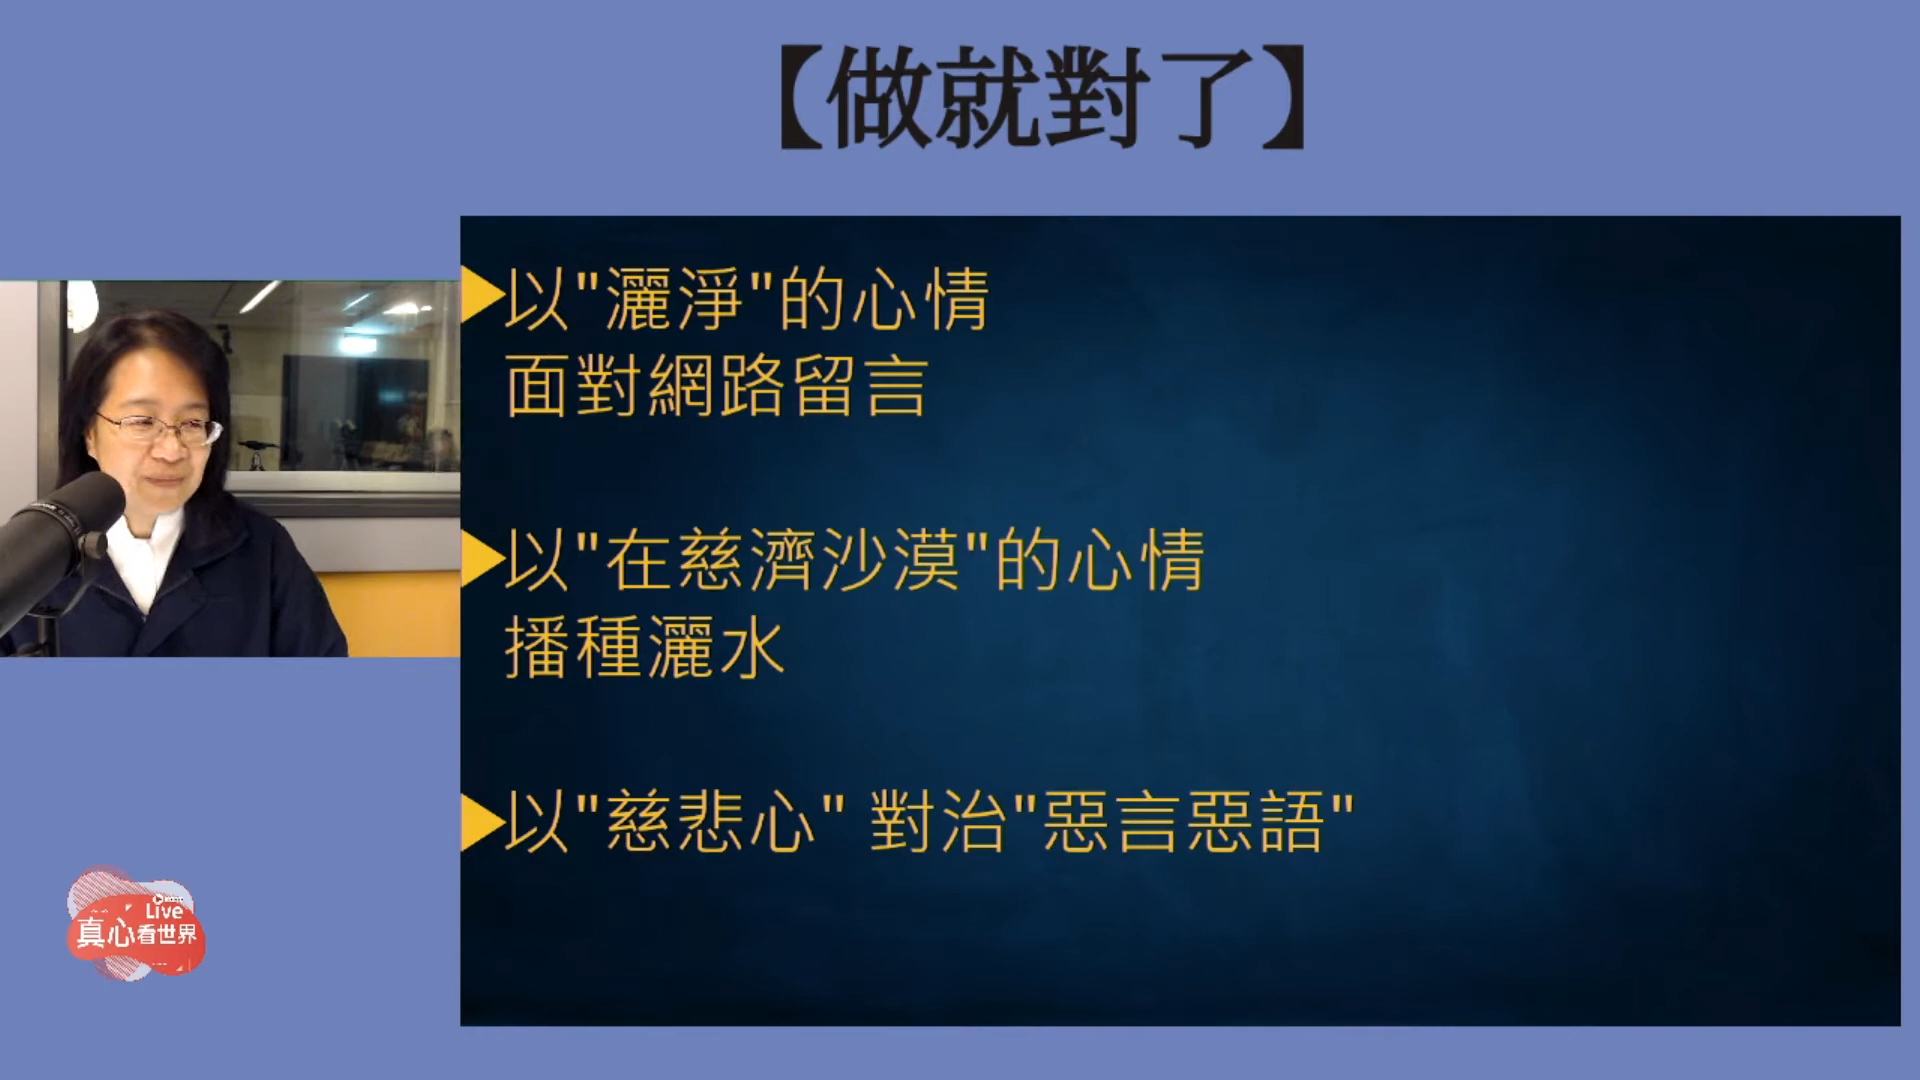 【做就對了】
以"灑淨"的心情
面對網路留言
以"在慈濟沙漠"的心情
播種灑水
以"慈悲心" 對治"惡言惡語"
Live
真心看世界